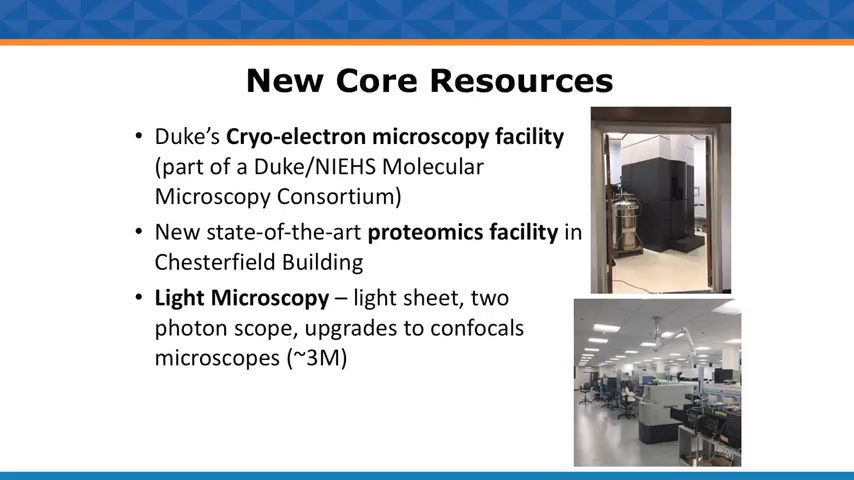 New Core Resources
• Duke's Cryo-electron microscopy facility
(part of a Duke/NIEHS Molecular
Microscopy Consortium)
• New state-of-the-art proteomics facility in
Chesterfield Building
• Light Microscopy – light sheet, two
photon scope, upgrades to confocals
microscopes (~3M)